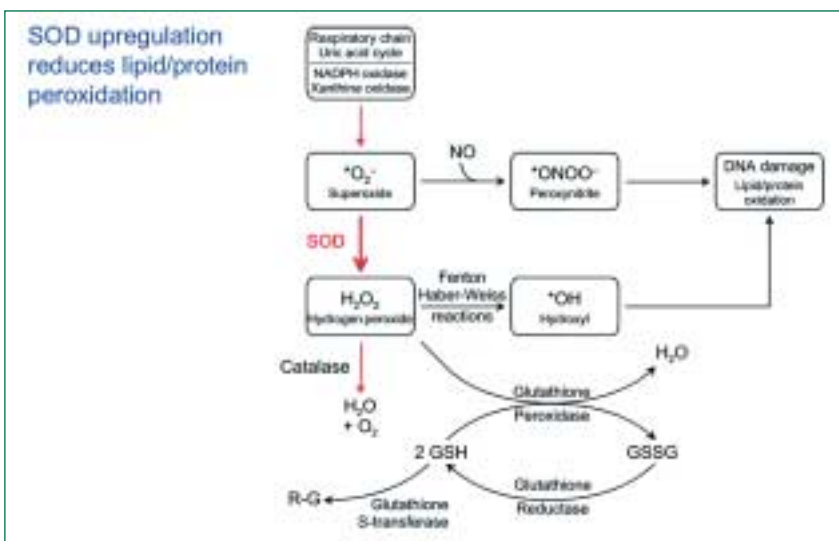 SOD upregulation
reduces lipid/protein
peroxidation
Respiratory chain
Uric acid cycle
NADPH oxidase
Xanthine oxidase
*O₂⁻
Superoxide
NO
*ONOO⁻
Peroxynitrite
DNA damage
Lipid/protein
oxidation
SOD
H₂O₂
Hydrogen peroxide
Fenton
Haber-Weiss
reactions
*OH
Hydroxyl
Catalase
H₂O
+ O₂
H₂O
Glutathione
Peroxidase
2 GSH
GSSG
Glutathione
Reductase
R-G
Glutathione
S-transferase